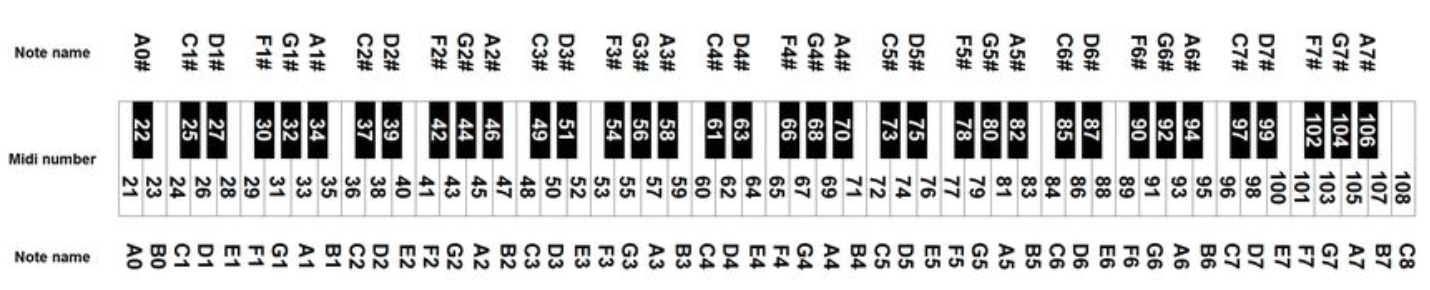 Note name A0# C1# D1# F1# G1# A1# C2# D2# F2# G2# A2# C3# D3# F3# G3# A3# C4# D4# F4# G4# A4# C5# D5# F5# G5# A5# C6# D6# F6# G6# A6# C7# D7# F7# G7# A7#
22 25 27 30 32 34 37 39 42 44 46 49 51 54 56 58 61 63 66 68 70 73 75 78 80 82 85 87 90 92 94 97 99 102 104 106
Midi number
21 23 24 26 28 29 31 33 35 36 38 40 41 43 45 47 48 50 52 53 55 57 59 60 62 64 65 67 69 71 72 74 76 77 79 81 83 84 86 88 89 91 93 95 96 98 100 101 103 105 107 108
Note name A0 B0 C1 D1 E1 F1 G1 A1 B1 C2 D2 E2 F2 G2 A2 B2 C3 D3 E3 F3 G3 A3 B3 C4 D4 E4 F4 G4 A4 B4 C5 D5 E5 F5 G5 A5 B5 C6 D6 E6 F6 G6 A6 B6 C7 D7 E7 F7 G7 A7 B7 C8